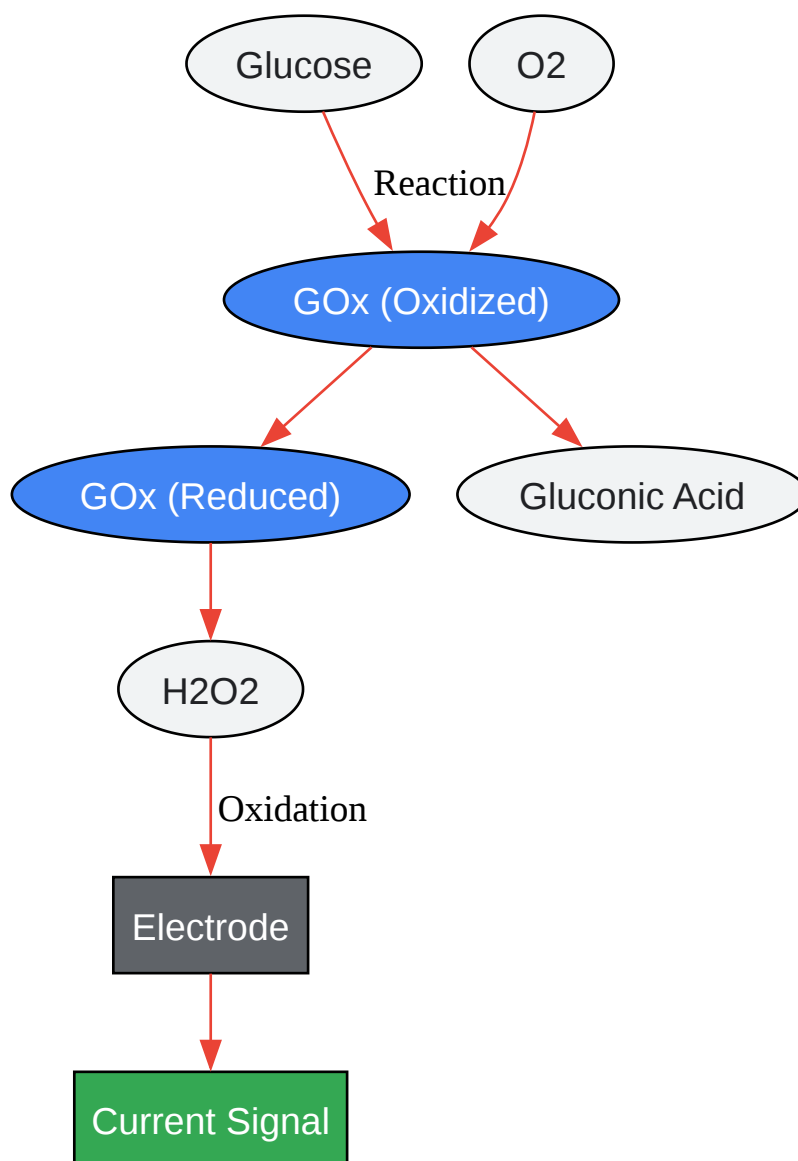 Glucose
O2
Reaction
GOx (Oxidized)
GOx (Reduced)
Gluconic Acid
H2O2
Oxidation
Electrode
Current Signal